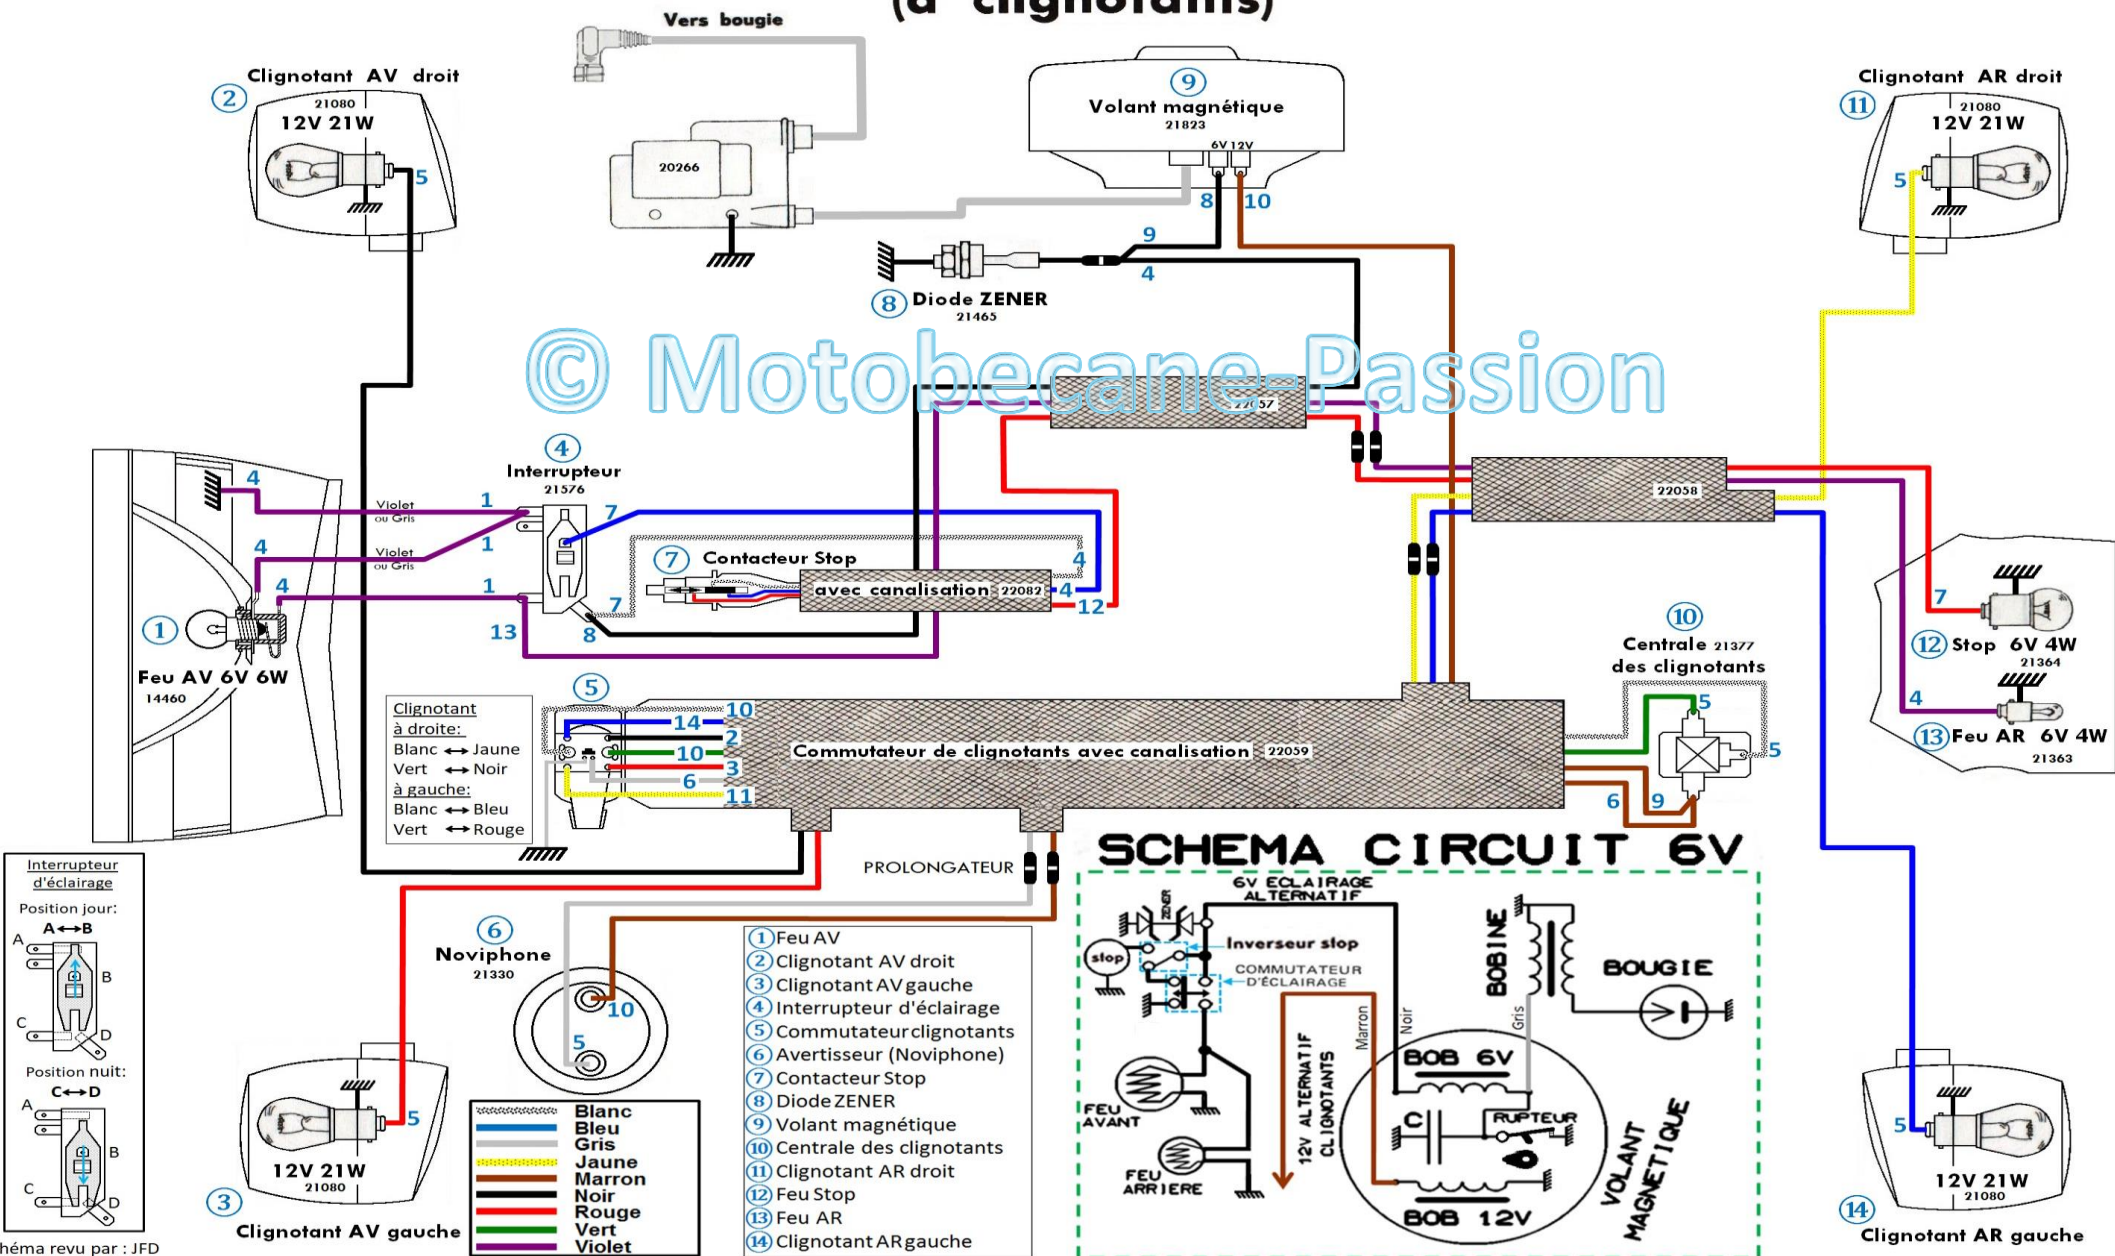 (à clignotants)
Vers bougie
20266
9
Volant magnétique
21823
6V 12V
8
10
9
4
8 Diode ZENER
21465
Clignotant AV droit
2
21080
12V 21W
5
Clignotant AR droit
11
21080
12V 21W
5
© Motobecane-Passion
22057
22058
4
Interrupteur
21576
4
Violet
ou Gris
1
7
4
Violet
ou Gris
1
4
1
13
7
8
1
Feu AV 6V 6W
14460
7 Contacteur Stop
avec canalisation 22082
4
4
12
7
12 Stop 6V 4W
21364
4
13 Feu AR 6V 4W
21363
10
Centrale 21377
des clignotants
5
5
6
9
5
Clignotant
à droite:
Blanc ↔ Jaune
Vert ↔ Noir
à gauche:
Blanc ↔ Bleu
Vert ↔ Rouge
10
14
2
10
3
6
11
Commutateur de clignotants avec canalisation 22059
PROLONGATEUR
6
Noviphone
21330
10
5
Interrupteur
d'éclairage
Position jour:
A↔B
A
B
C
D
Position nuit:
C↔D
A
B
C
D
Schéma revu par : JFD
5
12V 21W
21080
3
Clignotant AV gauche
Blanc
Bleu
Gris
Jaune
Marron
Noir
Rouge
Vert
Violet
1 Feu AV
2 Clignotant AV droit
3 Clignotant AV gauche
4 Interrupteur d'éclairage
5 Commutateur clignotants
6 Avertisseur (Noviphone)
7 Contacteur Stop
8 Diode ZENER
9 Volant magnétique
10 Centrale des clignotants
11 Clignotant AR droit
12 Feu Stop
13 Feu AR
14 Clignotant AR gauche
SCHEMA CIRCUIT 6V
6V ECLAIRAGE
ALTERNATIF
ZENER
stop
Inverseur stop
COMMUTATEUR
D'ÉCLAIRAGE
BOBINE
BOUGIE
Marron
Noir
Gris
12V ALTERNATIF
CLIGNOTANTS
BOB 6V
C
RUPTEUR
BOB 12V
VOLANT
MAGNETIQUE
FEU
AVANT
FEU
ARRIERE
5
12V 21W
21080
14
Clignotant AR gauche